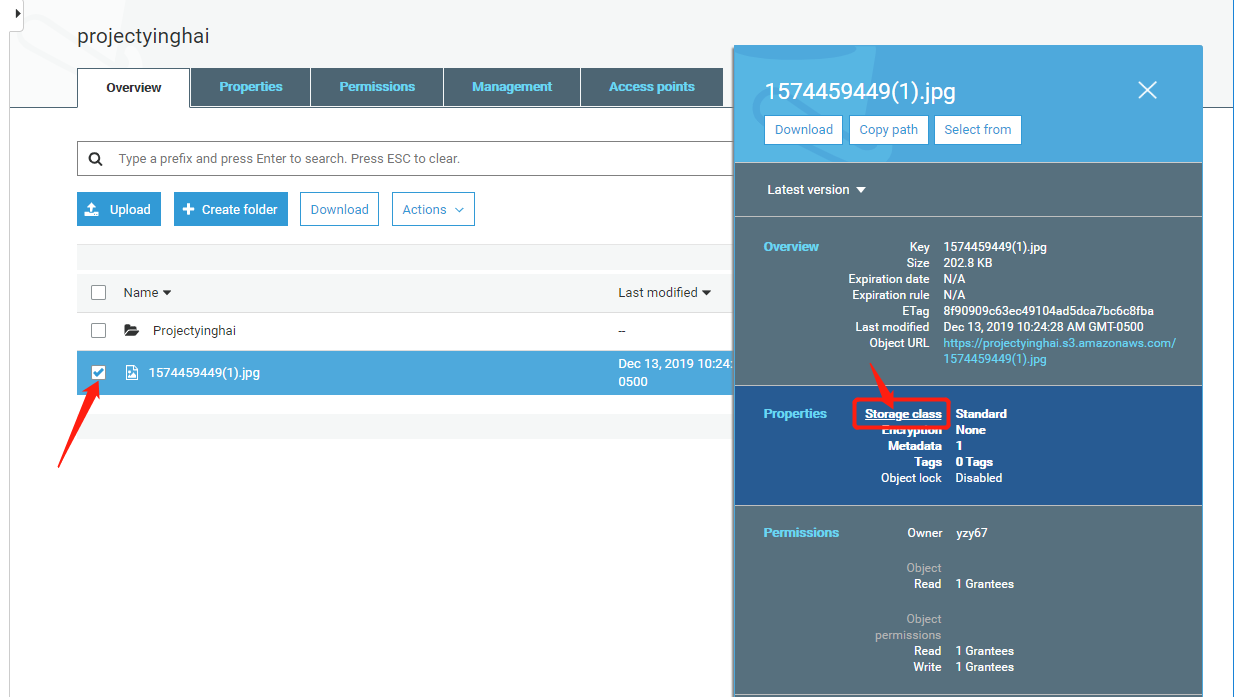 projectyinghai
Overview
Properties
Permissions
Management
Access points
Type a prefix and press Enter to search. Press ESC to clear.
Upload
Create folder
Download
Actions
Name
Last modified
Projectyinghai
--
1574459449(1).jpg
Dec 13, 2019 10:24:
0500
1574459449(1).jpg
Download
Copy path
Select from
Latest version
Overview
Key 1574459449(1).jpg
Size 202.8 KB
Expiration date N/A
Expiration rule N/A
ETag 8f90909c63ec49104ad5dca7bc6c8fba
Last modified Dec 13, 2019 10:24:28 AM GMT-0500
Object URL https://projectyinghai.s3.amazonaws.com/
1574459449(1).jpg
Properties
Storage class Standard
Encryption None
Metadata 1
Tags 0 Tags
Object lock Disabled
Permissions
Owner yzy67
Object
Read 1 Grantees
Object
permissions
Read 1 Grantees
Write 1 Grantees